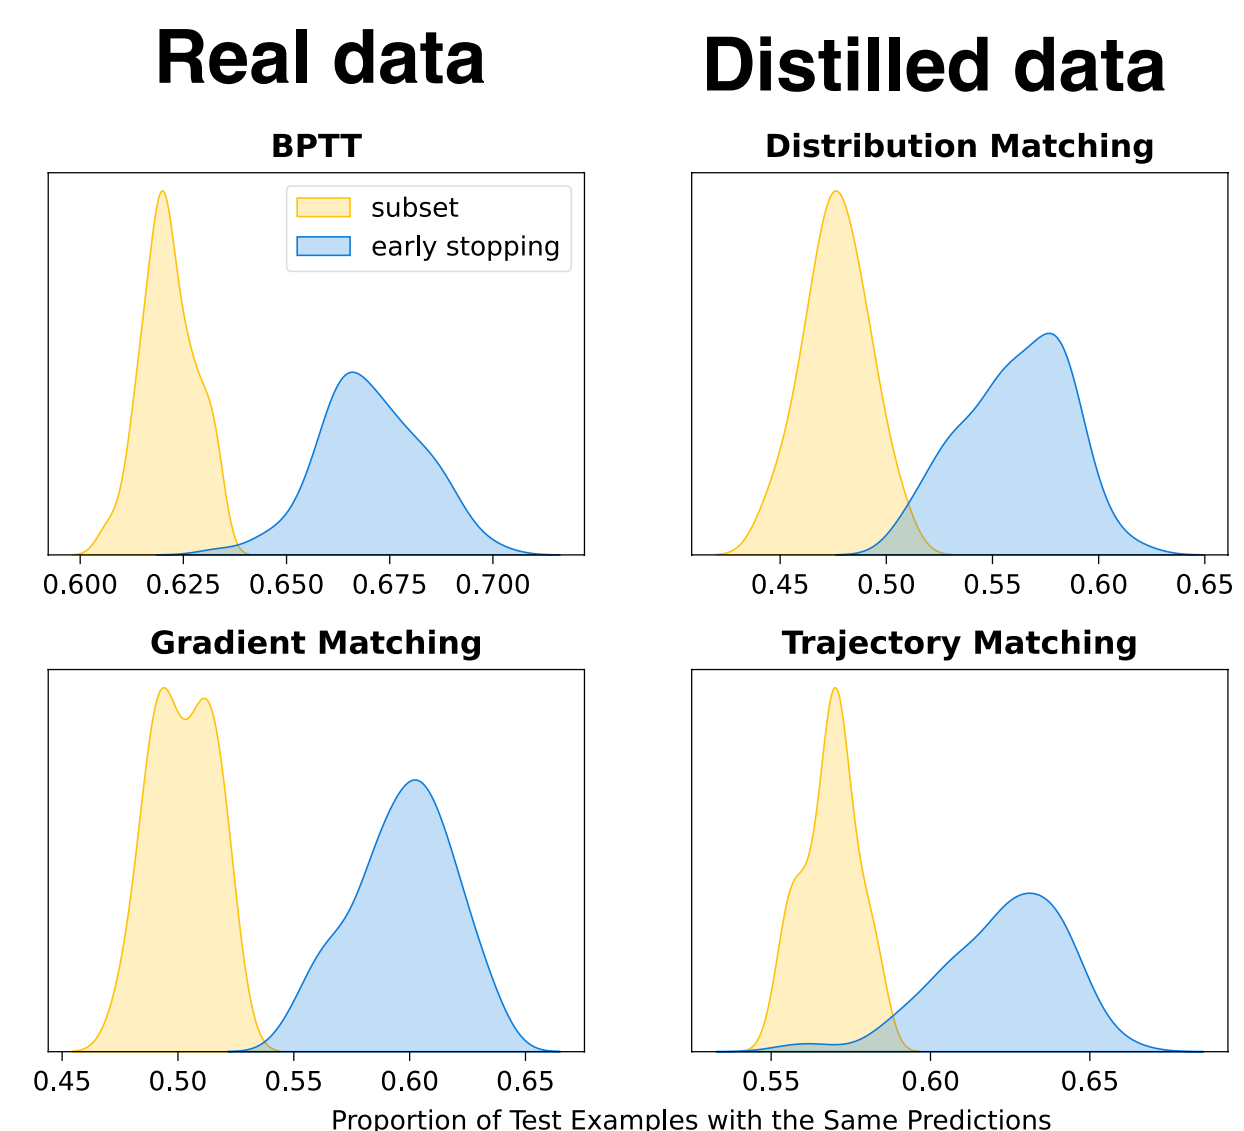 Real data
Distilled data
BPTT
subset
early stopping
0.600 0.625 0.650 0.675 0.700
Distribution Matching
0.45 0.50 0.55 0.60 0.65
Gradient Matching
0.45 0.50 0.55 0.60 0.65
Trajectory Matching
0.55 0.60 0.65
Proportion of Test Examples with the Same Predictions